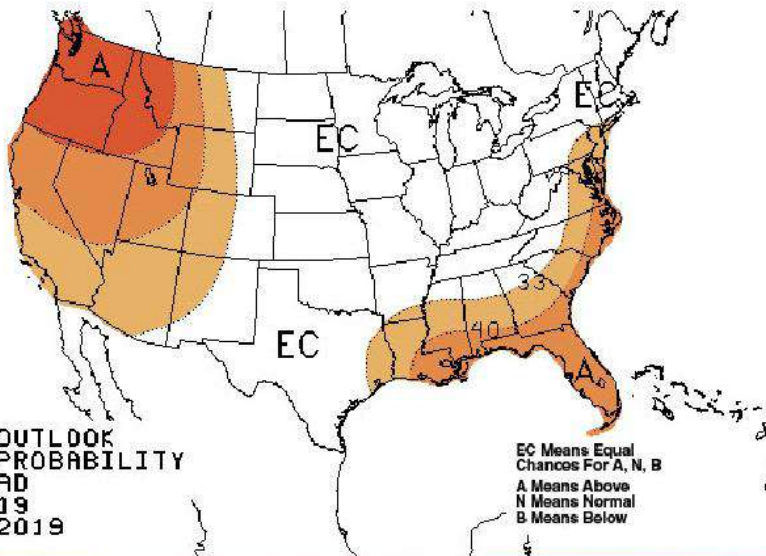 A
EC
EC
33
40
EC
A
OUTLOOK
PROBABILITY
AD
19
2019
EC Means Equal
Chances For A, N, B
A Means Above
N Means Normal
B Means Below